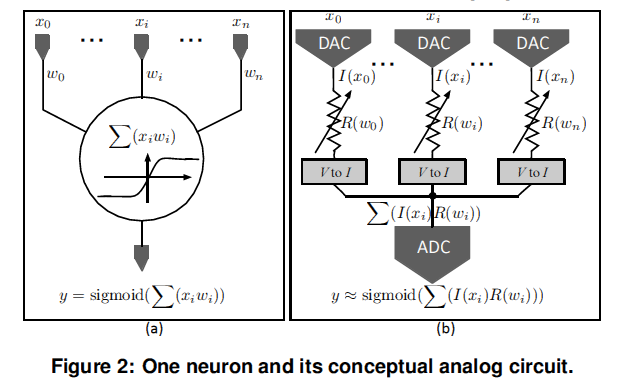 x₀ ... xᵢ ... xₙ
w₀ wᵢ wₙ
∑(xᵢwᵢ)
y = sigmoid(∑(xᵢwᵢ))
(a)
x₀ xᵢ xₙ
DAC ... DAC ... DAC
I(x₀) I(xᵢ) I(xₙ)
R(w₀) R(wᵢ) R(wₙ)
V to I V to I V to I
∑(I(xᵢ)R(wᵢ))
ADC
y ≈ sigmoid(∑(I(xᵢ)R(wᵢ)))
(b)
Figure 2: One neuron and its conceptual analog circuit.